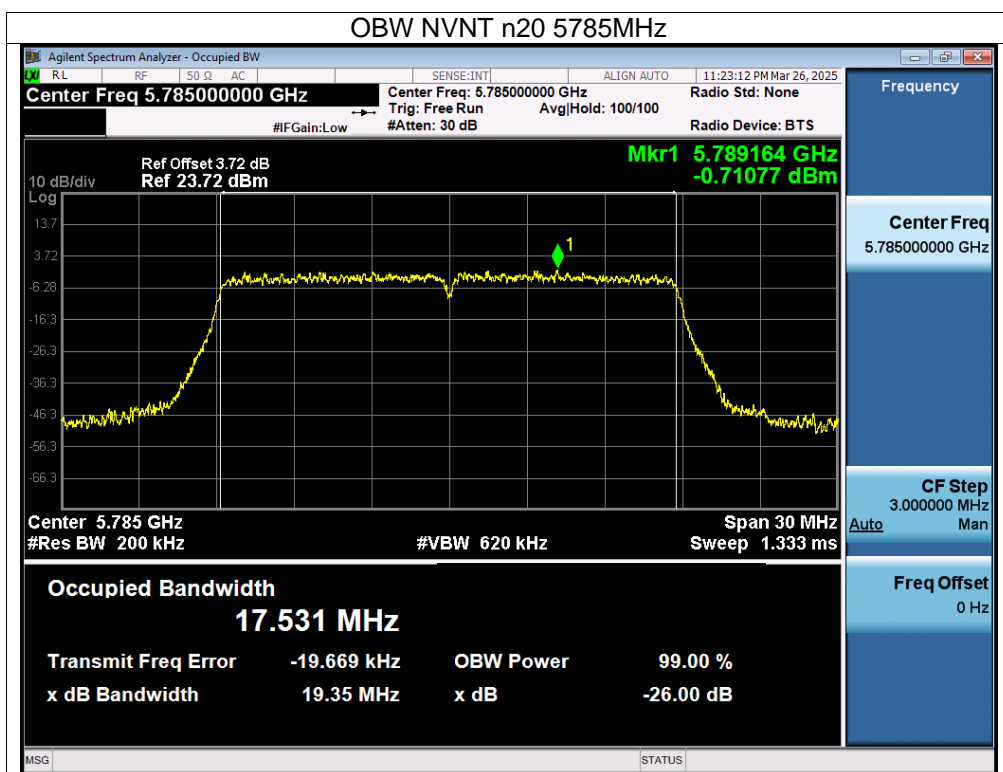 OBW NVNT n20 5785MHz
Agilent Spectrum Analyzer - Occupied BW
LXI RL RF 50 Ω AC SENSE:INT ALIGN AUTO 11:23:12 PM Mar 26, 2025
Center Freq 5.785000000 GHz
#IFGain:Low
Center Freq: 5.785000000 GHz
Trig: Free Run Avg|Hold: 100/100
#Atten: 30 dB
Radio Std: None
Radio Device: BTS
Mkr1 5.789164 GHz
-0.71077 dBm
Ref Offset 3.72 dB
10 dB/div Ref 23.72 dBm
Log
13.7
3.72
-6.28
-16.3
-26.3
-36.3
-46.3
-56.3
-66.3
1
Center 5.785 GHz Span 30 MHz
#Res BW 200 kHz #VBW 620 kHz Sweep 1.333 ms
Occupied Bandwidth
17.531 MHz
Transmit Freq Error -19.669 kHz OBW Power 99.00 %
x dB Bandwidth 19.35 MHz x dB -26.00 dB
MSG STATUS
Frequency
Center Freq
5.785000000 GHz
CF Step
3.000000 MHz
Auto Man
Freq Offset
0 Hz